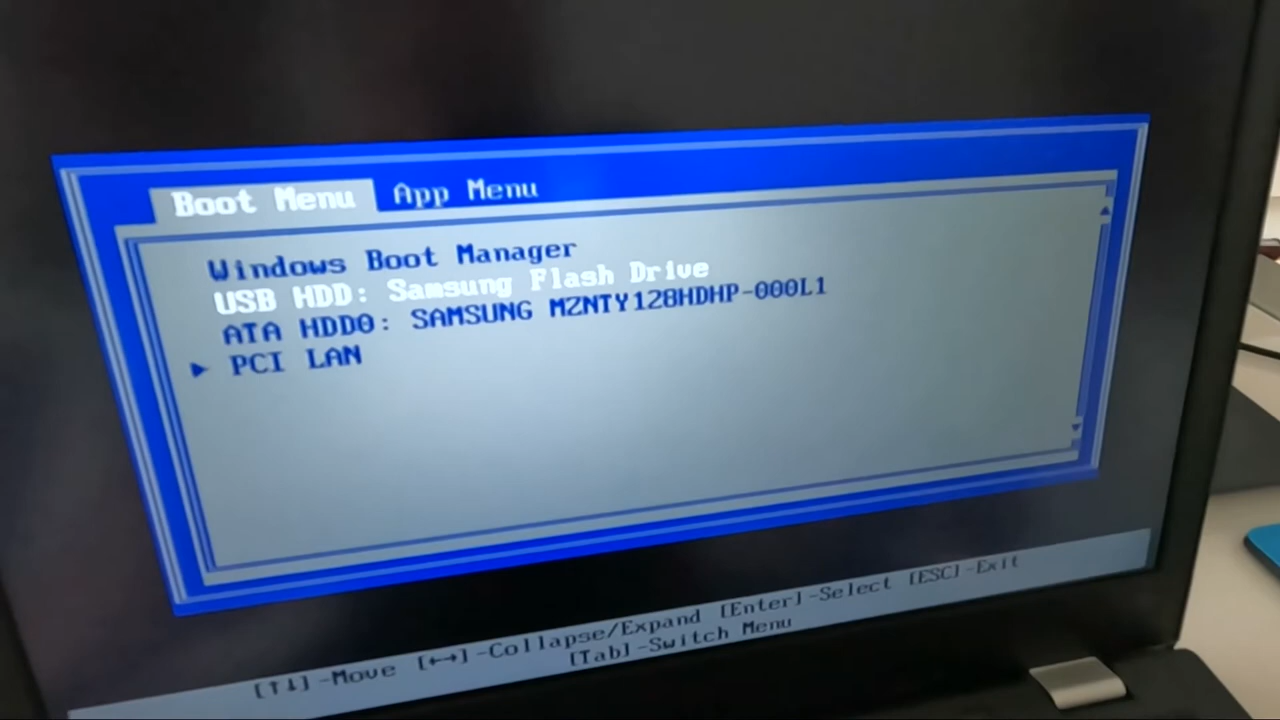 Boot Menu App Menu
Windows Boot Manager
USB HDD: Samsung Flash Drive
ATA HDD0: SAMSUNG MZNTY128HDHP-000L1
PCI LAN
[↑↓]-Move [←→]-Collapse/Expand [Enter]-Select [ESC]-Exit
[Tab]-Switch Menu